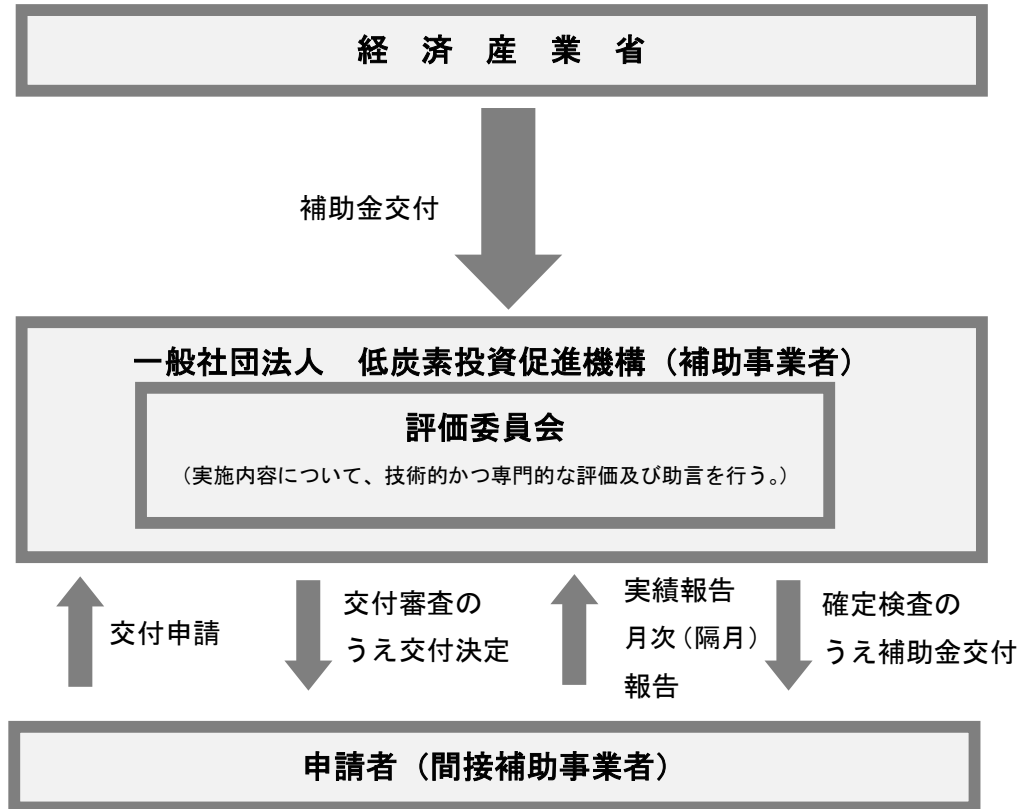 経 済 産 業 省
補助金交付
一般社団法人 低炭素投資促進機構（補助事業者）
評価委員会
（実施内容について、技術的かつ専門的な評価及び助言を行う。）
交付申請
交付審査の
うえ交付決定
実績報告
月次（隔月）
報告
確定検査の
うえ補助金交付
申請者（間接補助事業者）